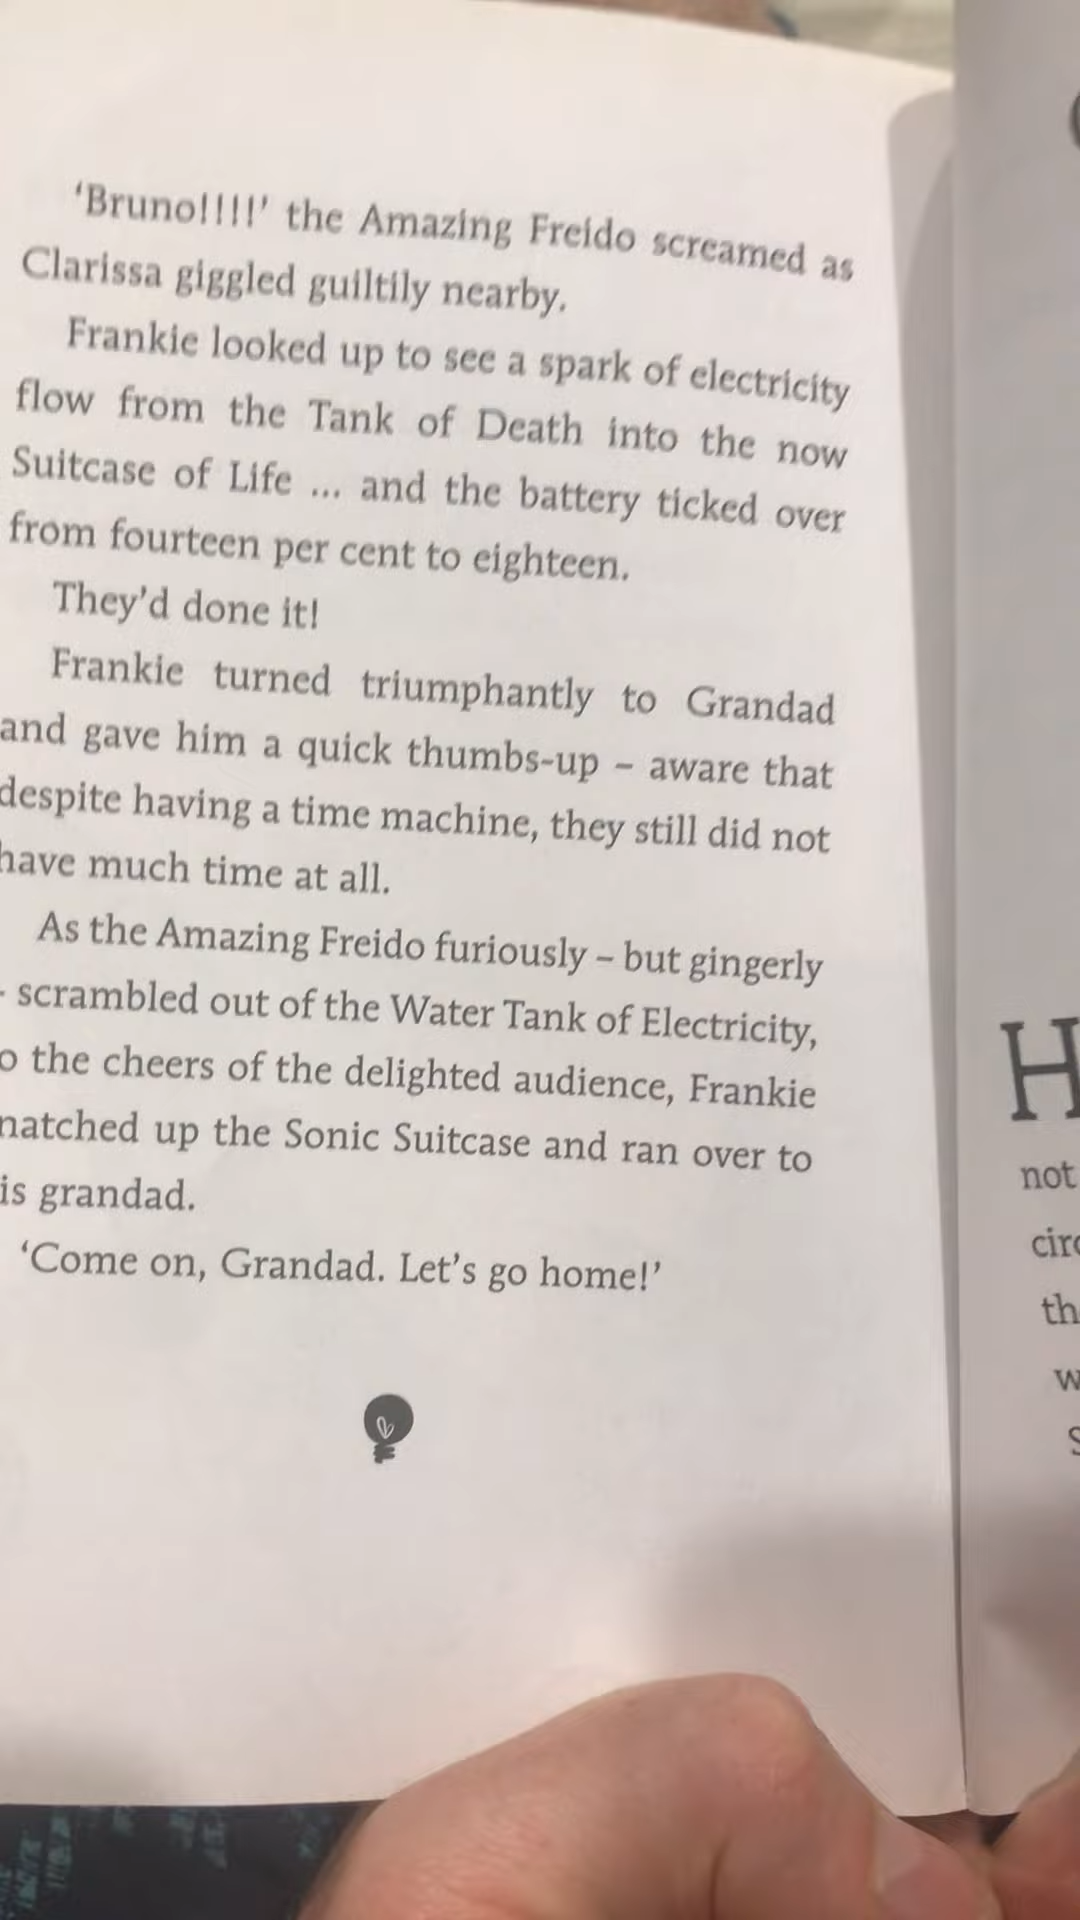 ‘Bruno!!!!’ the Amazing Freido screamed as
Clarissa giggled guiltily nearby.
Frankie looked up to see a spark of electricity
flow from the Tank of Death into the now
Suitcase of Life ... and the battery ticked over
from fourteen per cent to eighteen.
They’d done it!
Frankie turned triumphantly to Grandad
and gave him a quick thumbs-up – aware that
despite having a time machine, they still did not
have much time at all.
As the Amazing Freido furiously – but gingerly
– scrambled out of the Water Tank of Electricity,
o the cheers of the delighted audience, Frankie
natched up the Sonic Suitcase and ran over to
is grandad.
‘Come on, Grandad. Let’s go home!’
H
not
circ
th
w